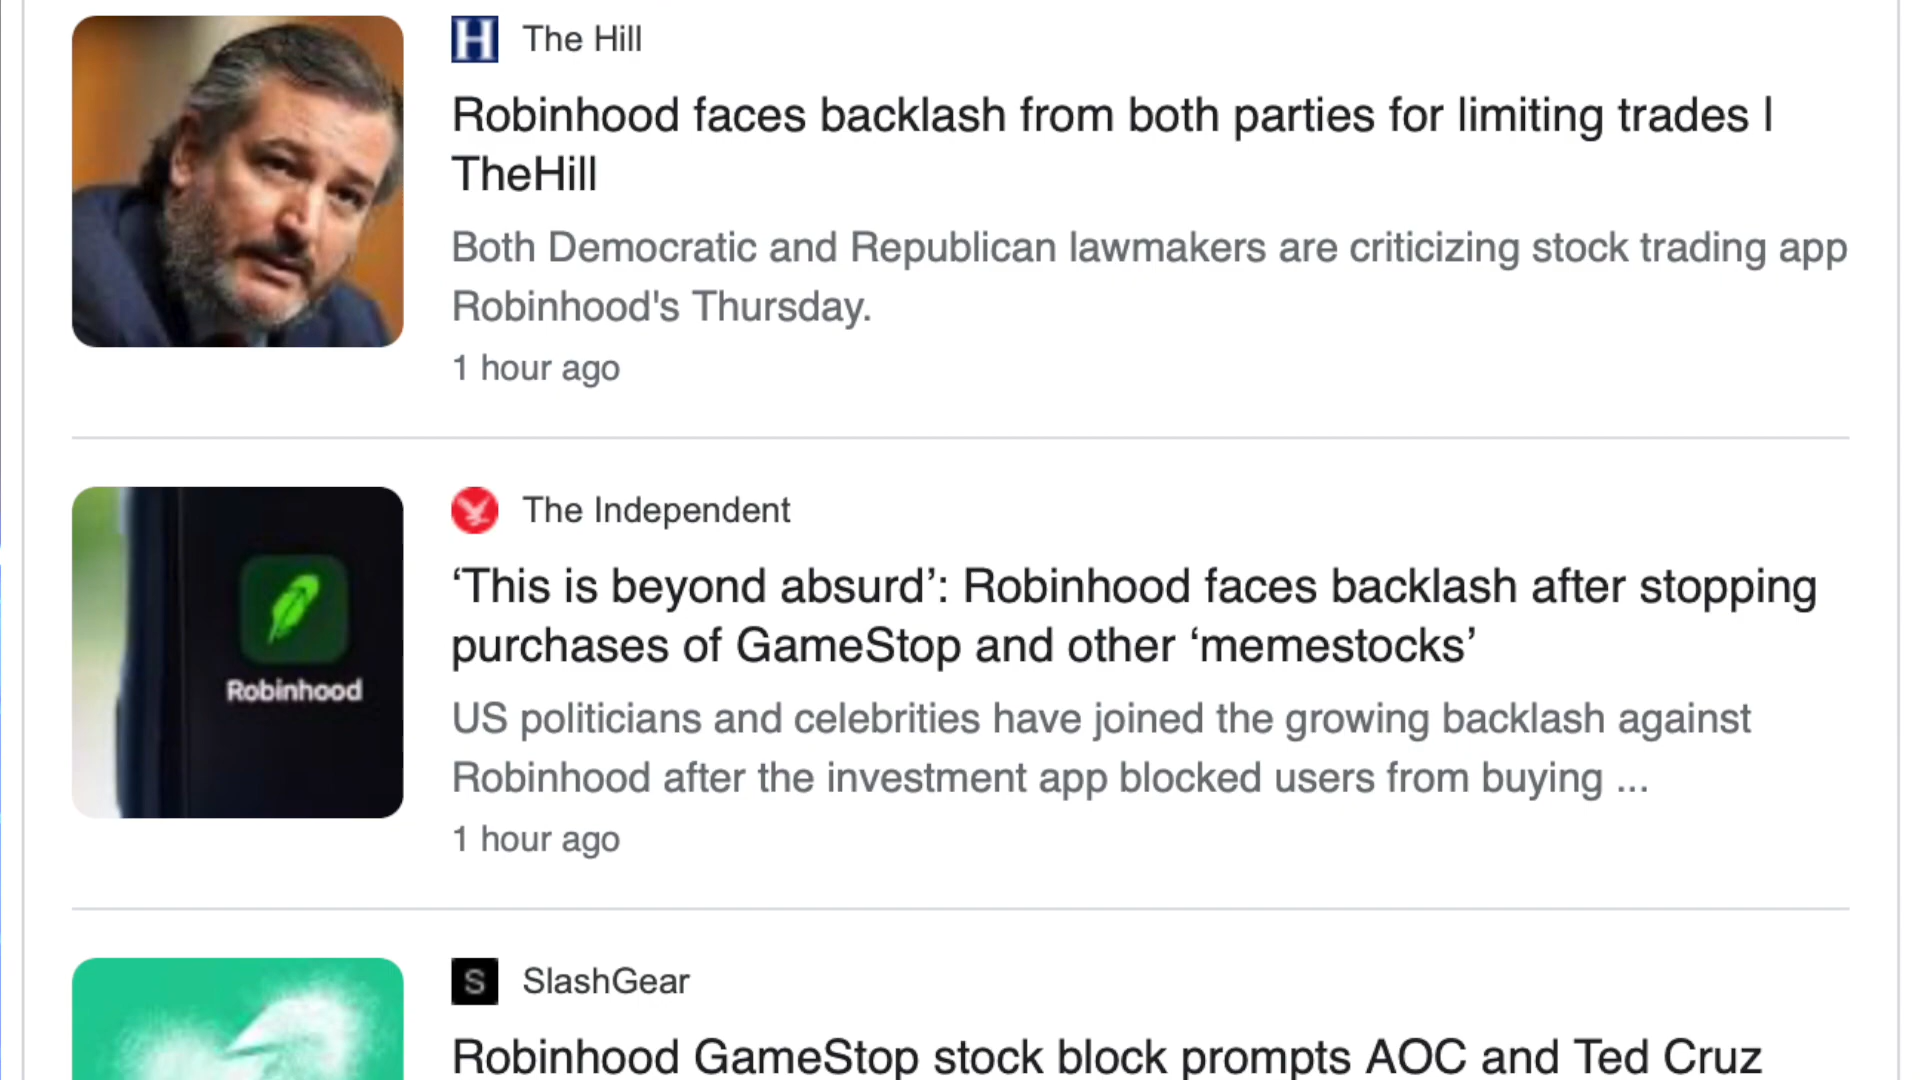 H The Hill
Robinhood faces backlash from both parties for limiting trades |
TheHill
Both Democratic and Republican lawmakers are criticizing stock trading app
Robinhood's Thursday.
1 hour ago
The Independent
‘This is beyond absurd’: Robinhood faces backlash after stopping
purchases of GameStop and other ‘memestocks’
Robinhood
US politicians and celebrities have joined the growing backlash against
Robinhood after the investment app blocked users from buying ...
1 hour ago
S SlashGear
Robinhood GameStop stock block prompts AOC and Ted Cruz